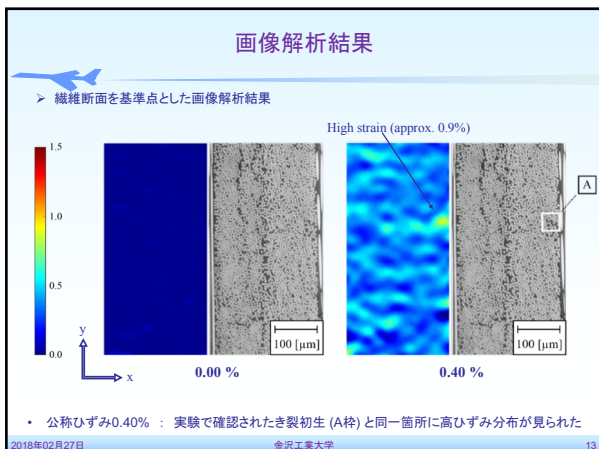 画像解析結果
➢ 繊維断面を基準点とした画像解析結果
High strain (approx. 0.9%)
1.5
1.0
0.5
0.0
A
y
x
100 [μm]
100 [μm]
0.00 %
0.40 %
• 公称ひずみ0.40% ： 実験で確認されたき裂初生 (A枠) と同一箇所に高ひずみ分布が見られた
2018年02月27日
金沢工業大学
13